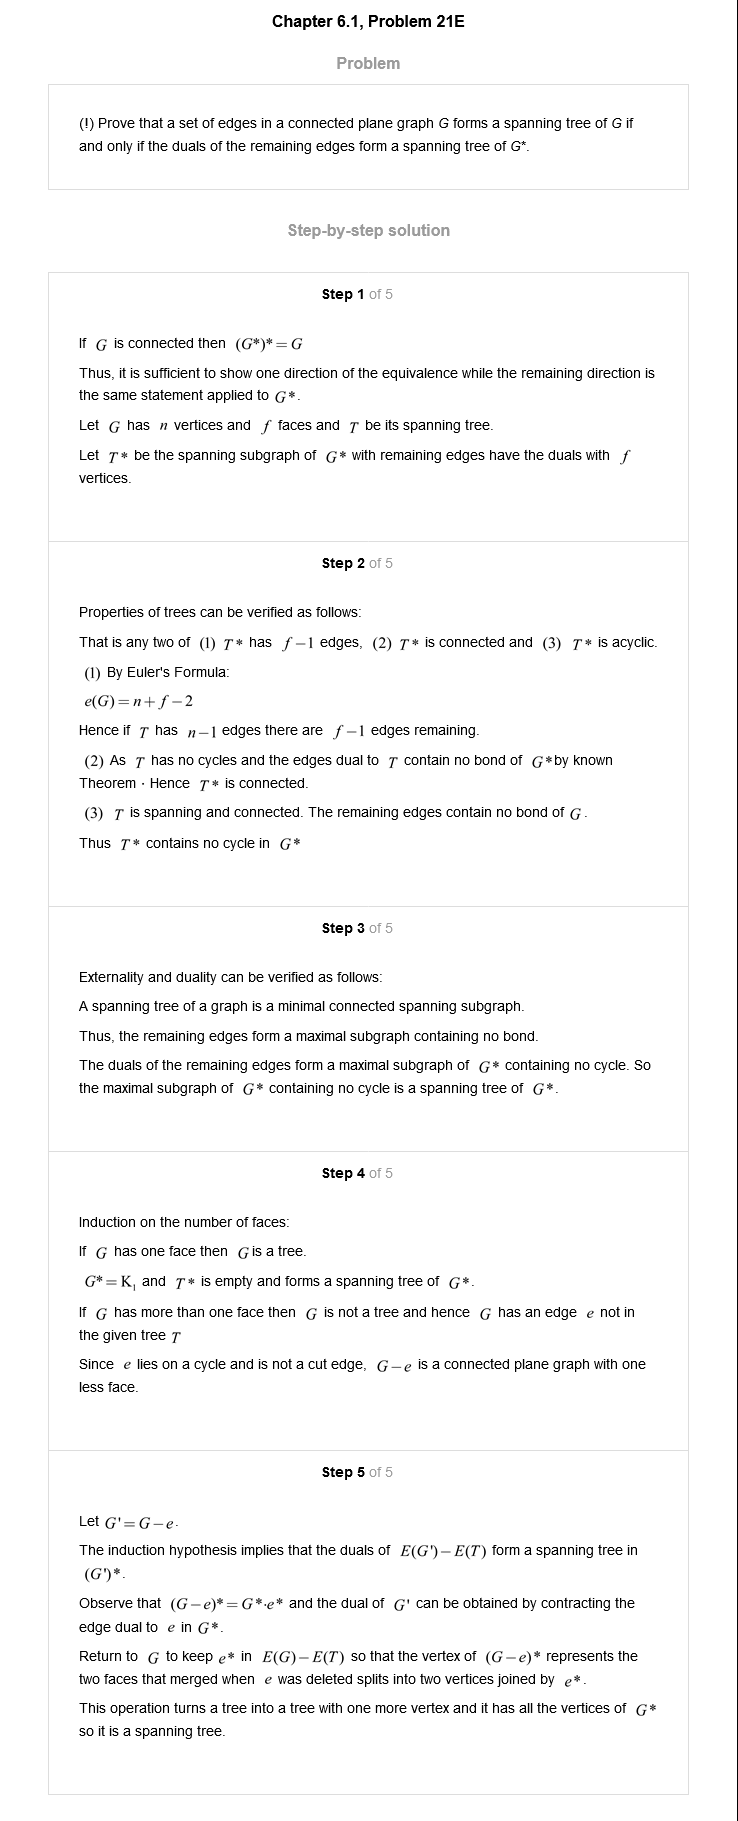 Chapter 6.1, Problem 21E
Problem
(!) Prove that a set of edges in a connected plane graph G forms a spanning tree of G if
and only if the duals of the remaining edges form a spanning tree of G*.
Step-by-step solution
Step 1 of 5
If G is connected then (G*)* = G
Thus, it is sufficient to show one direction of the equivalence while the remaining direction is
the same statement applied to G*.
Let G has n vertices and f faces and T be its spanning tree.
Let T* be the spanning subgraph of G* with remaining edges have the duals with f
vertices.
Step 2 of 5
Properties of trees can be verified as follows:
That is any two of (1) T* has f−1 edges, (2) T* is connected and (3) T* is acyclic.
(1) By Euler's Formula:
e(G)=n+f−2
Hence if T has n−1 edges there are f−1 edges remaining.
(2) As T has no cycles and the edges dual to T contain no bond of G*by known
Theorem · Hence T* is connected.
(3) T is spanning and connected. The remaining edges contain no bond of G.
Thus T* contains no cycle in G*
Step 3 of 5
Externality and duality can be verified as follows:
A spanning tree of a graph is a minimal connected spanning subgraph.
Thus, the remaining edges form a maximal subgraph containing no bond.
The duals of the remaining edges form a maximal subgraph of G* containing no cycle. So
the maximal subgraph of G* containing no cycle is a spanning tree of G*.
Step 4 of 5
Induction on the number of faces:
If G has one face then G is a tree.
G*=K₁ and T* is empty and forms a spanning tree of G*.
If G has more than one face then G is not a tree and hence G has an edge e not in
the given tree T
Since e lies on a cycle and is not a cut edge, G−e is a connected plane graph with one
less face.
Step 5 of 5
Let G'=G−e.
The induction hypothesis implies that the duals of E(G')−E(T) form a spanning tree in
(G')*.
Observe that (G−e)*=G*·e* and the dual of G' can be obtained by contracting the
edge dual to e in G*.
Return to G to keep e* in E(G)−E(T) so that the vertex of (G−e)* represents the
two faces that merged when e was deleted splits into two vertices joined by e*.
This operation turns a tree into a tree with one more vertex and it has all the vertices of G*
so it is a spanning tree.